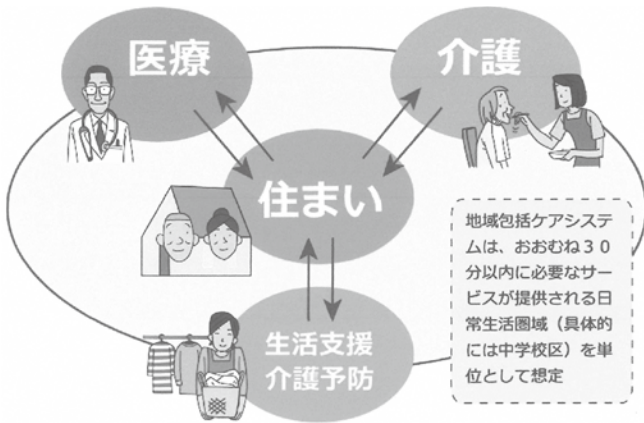 医療
介護
住まい
生活支援
介護予防
地域包括ケアシステ
ムは、おおむね３０
分以内に必要なサー
ビスが提供される日
常生活圏域（具体的
には中学校区）を単
位として想定